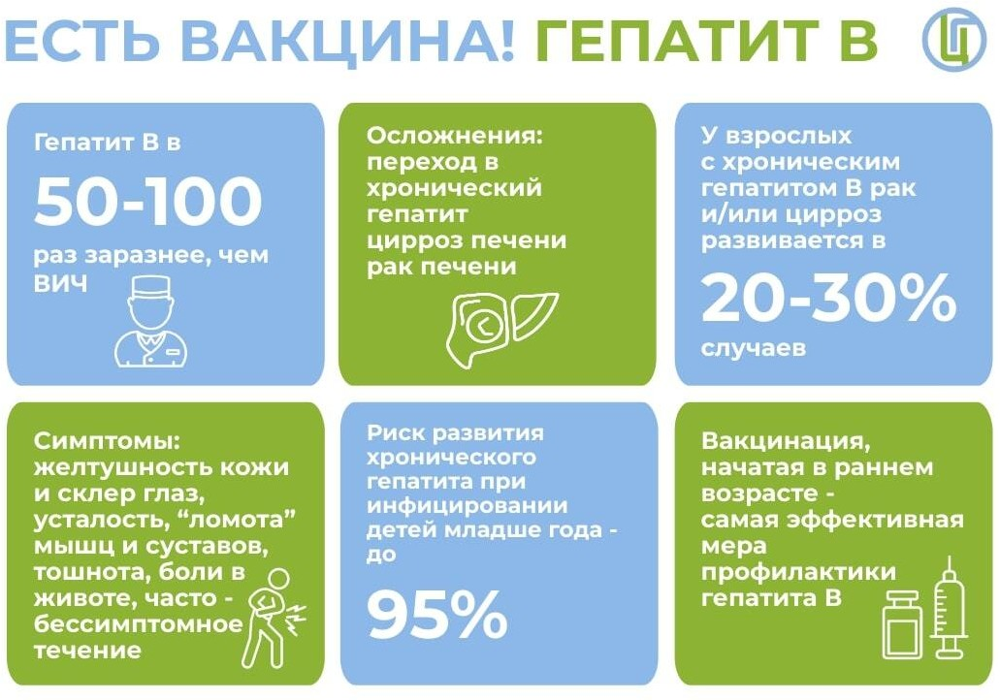 ЕСТЬ ВАКЦИНА! ГЕПАТИТ В
Гепатит В в
50-100
раз заразнее, чем
ВИЧ
Осложнения:
переход в
хронический
гепатит
цирроз печени
рак печени
У взрослых
с хроническим
гепатитом В рак
и/или цирроз
развивается в
20-30%
случаев
Симптомы:
желтушность кожи
и склер глаз,
усталость, “ломота”
мышц и суставов,
тошнота, боли в
животе, часто -
бессимптомное
течение
Риск развития
хронического
гепатита при
инфицировании
детей младше года -
до
95%
Вакцинация,
начатая в раннем
возрасте -
самая эффективная
мера
профилактики
гепатита В